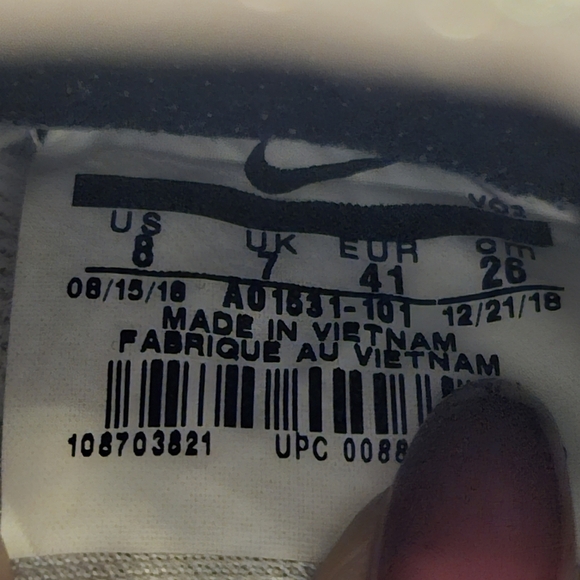 VQ2
US UK EUR cm
8 7 41 26
08/15/18 AO1531-101 12/21/18
MADE IN VIETNAM
FABRIQUE AU VIETNAM
108703821 UPC 0088